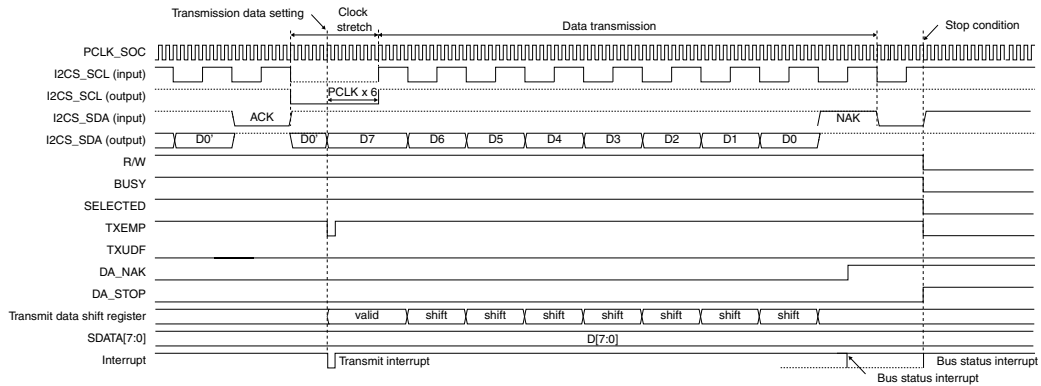 Transmission data setting
Clock stretch
Data transmission
Stop condition
PCLK_SOC
I2CS_SCL (input)
I2CS_SCL (output)
PCLK x 6
I2CS_SDA (input)
ACK
NAK
I2CS_SDA (output)
D0' D0' D7 D6 D5 D4 D3 D2 D1 D0
R/W
BUSY
SELECTED
TXEMP
TXUDF
DA_NAK
DA_STOP
Transmit data shift register
valid shift shift shift shift shift shift shift
SDATA[7:0]
D[7:0]
Interrupt
Transmit interrupt
Bus status interrupt
Bus status interrupt